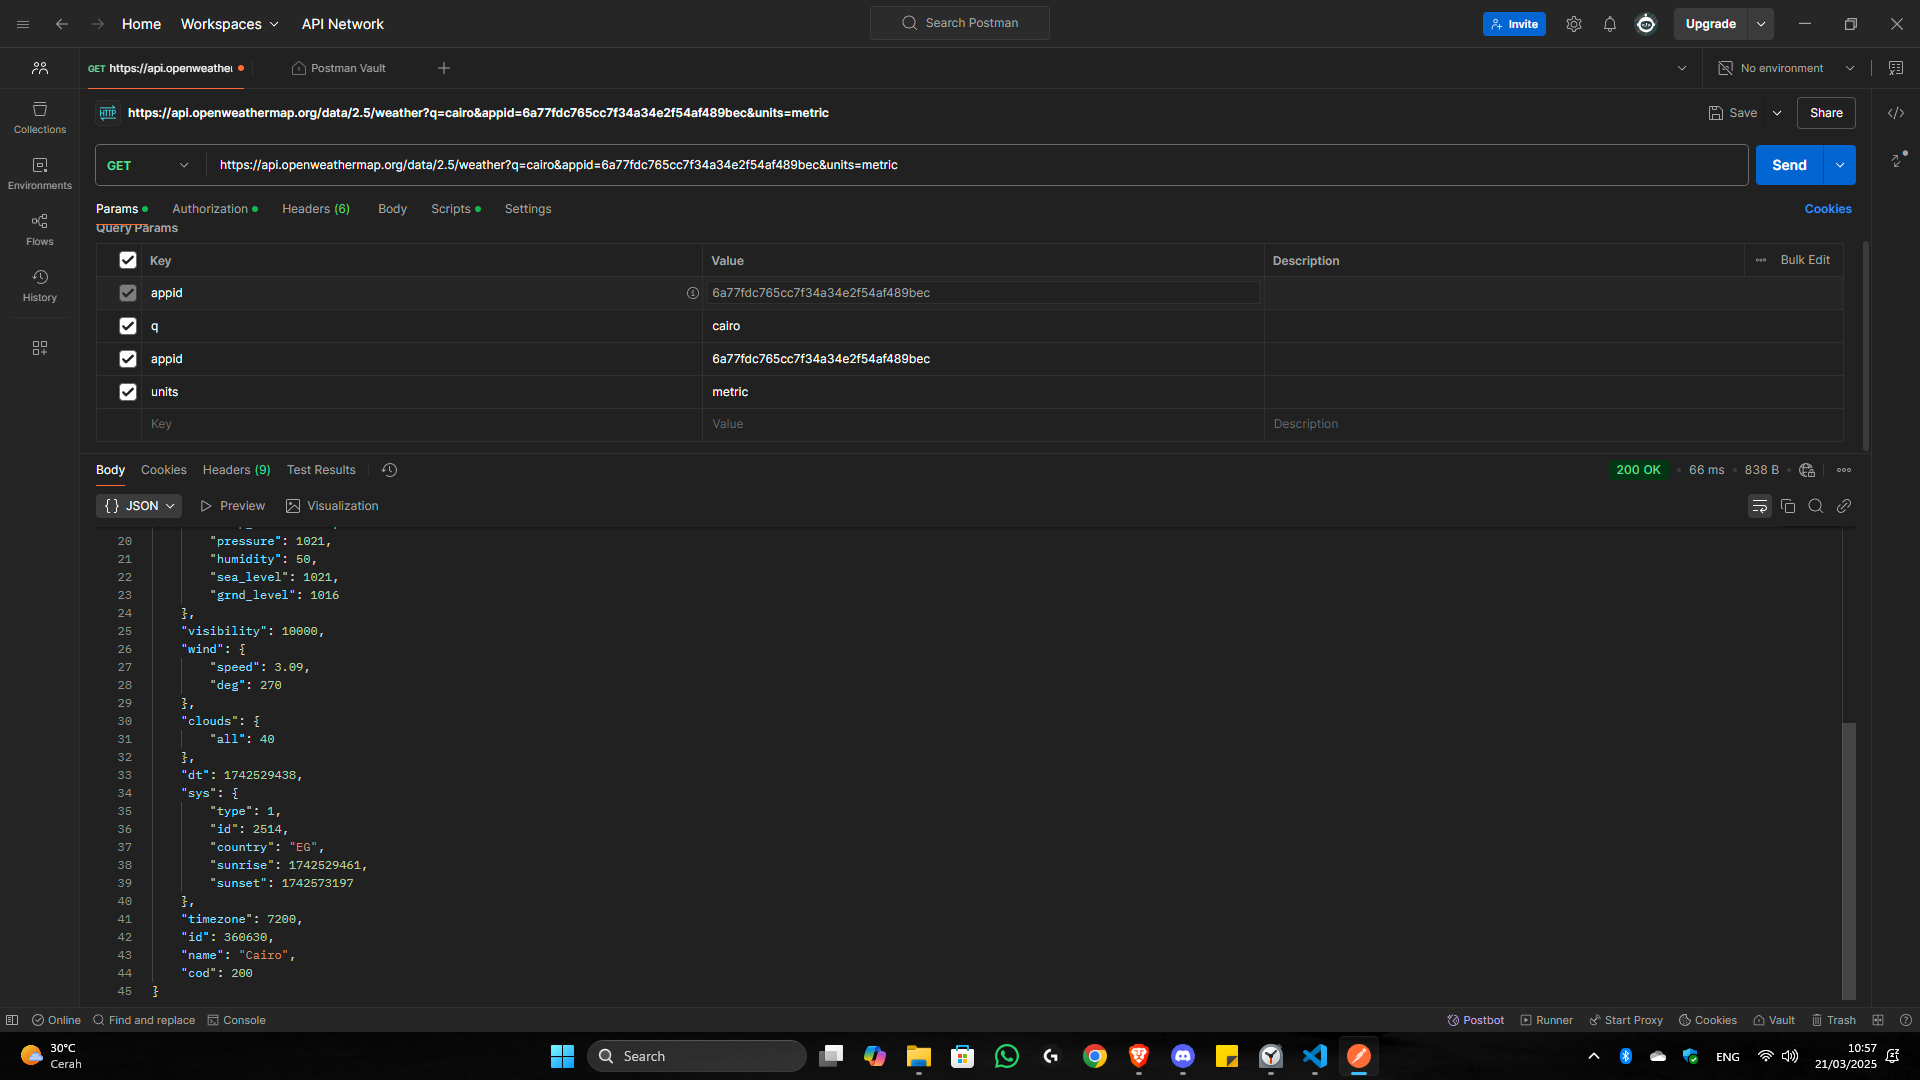 Home Workspaces API Network Search Postman Invite Upgrade
GET https://api.openweather Postman Vault No environment
HTTP https://api.openweathermap.org/data/2.5/weather?q=cairo&appid=6a77fdc765cc7f34a34e2f54af489bec&units=metric Save Share
GET https://api.openweathermap.org/data/2.5/weather?q=cairo&appid=6a77fdc765cc7f34a34e2f54af489bec&units=metric Send
Collections
Environments
Flows
History
Params Authorization Headers (6) Body Scripts Settings Cookies
Query Params
Key Value Description Bulk Edit
appid 6a77fdc765cc7f34a34e2f54af489bec
q cairo
appid 6a77fdc765cc7f34a34e2f54af489bec
units metric
Key Value Description
Body Cookies Headers (9) Test Results 200 OK 66 ms 838 B
{} JSON Preview Visualization
20 "pressure": 1021,
21 "humidity": 50,
22 "sea_level": 1021,
23 "grnd_level": 1016
24 },
25 "visibility": 10000,
26 "wind": {
27 "speed": 3.09,
28 "deg": 270
29 },
30 "clouds": {
31 "all": 40
32 },
33 "dt": 1742529438,
34 "sys": {
35 "type": 1,
36 "id": 2514,
37 "country": "EG",
38 "sunrise": 1742529461,
39 "sunset": 1742573197
40 },
41 "timezone": 7200,
42 "id": 360630,
43 "name": "Cairo",
44 "cod": 200
45 }
Online Find and replace Console Postbot Runner Start Proxy Cookies Vault Trash
30°C
Cerah
Search
ENG
10:57
21/03/2025